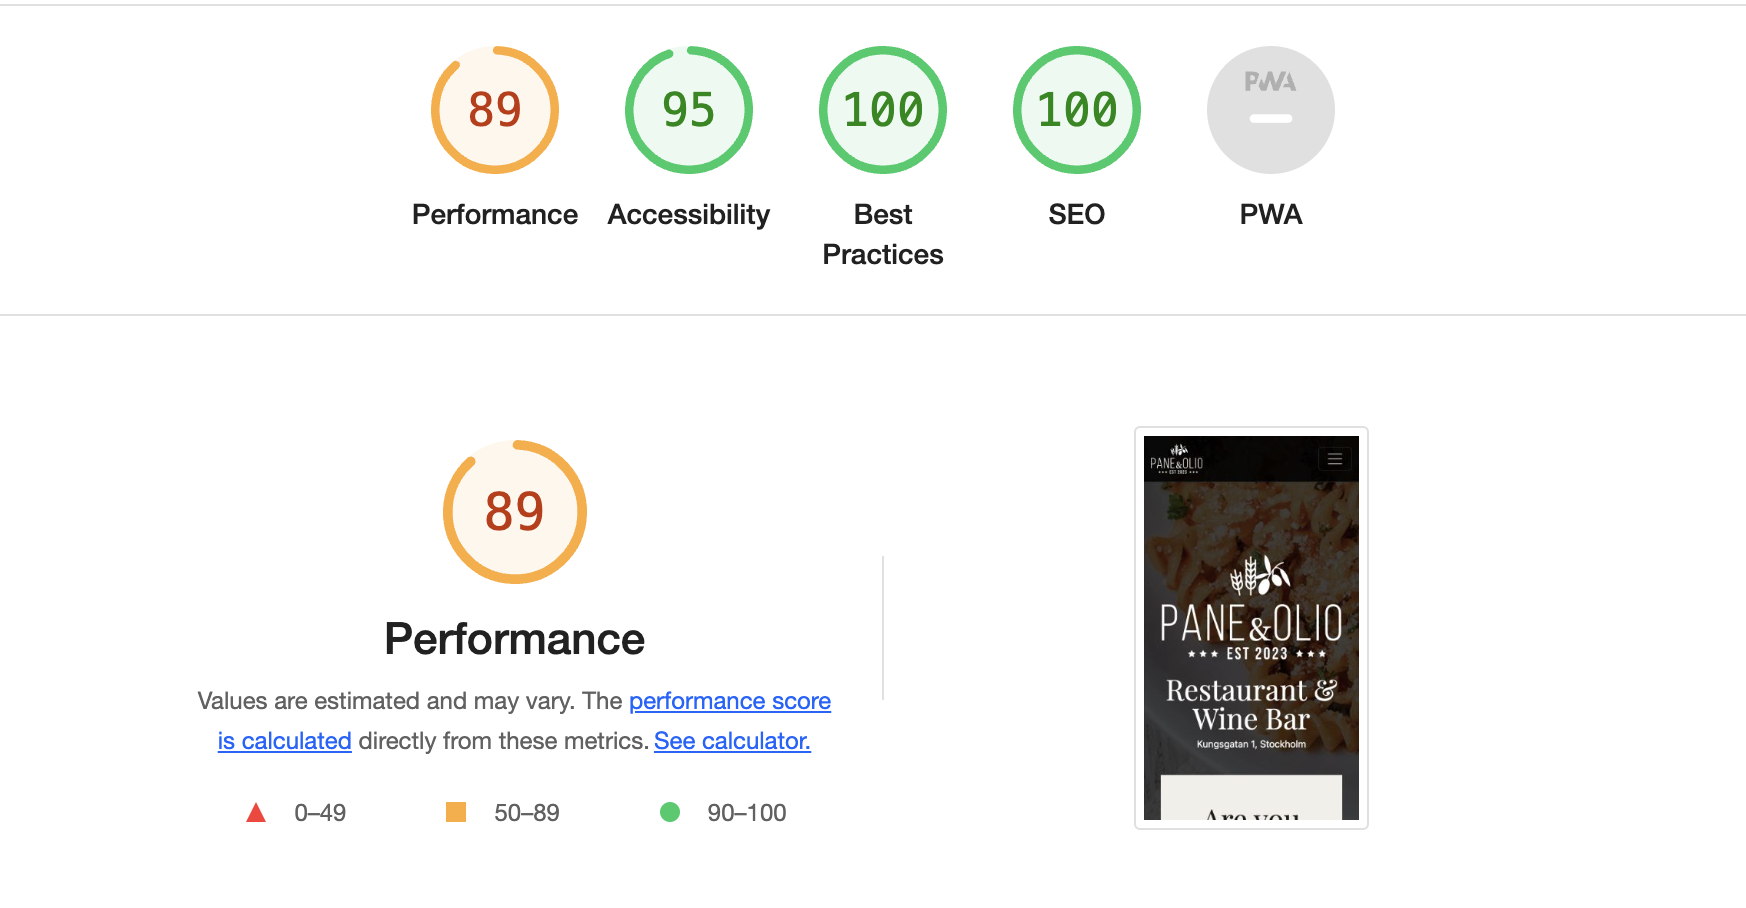 89
95
100
100
PWA
Performance
Accessibility
Best
Practices
SEO
PWA
89
Performance
Values are estimated and may vary. The performance score
is calculated directly from these metrics. See calculator.
0–49
50–89
90–100
PANE&OLIO
EST 2023
PANE&OLIO
EST 2023
Restaurant &
Wine Bar
Kungsgatan 1, Stockholm
Are you